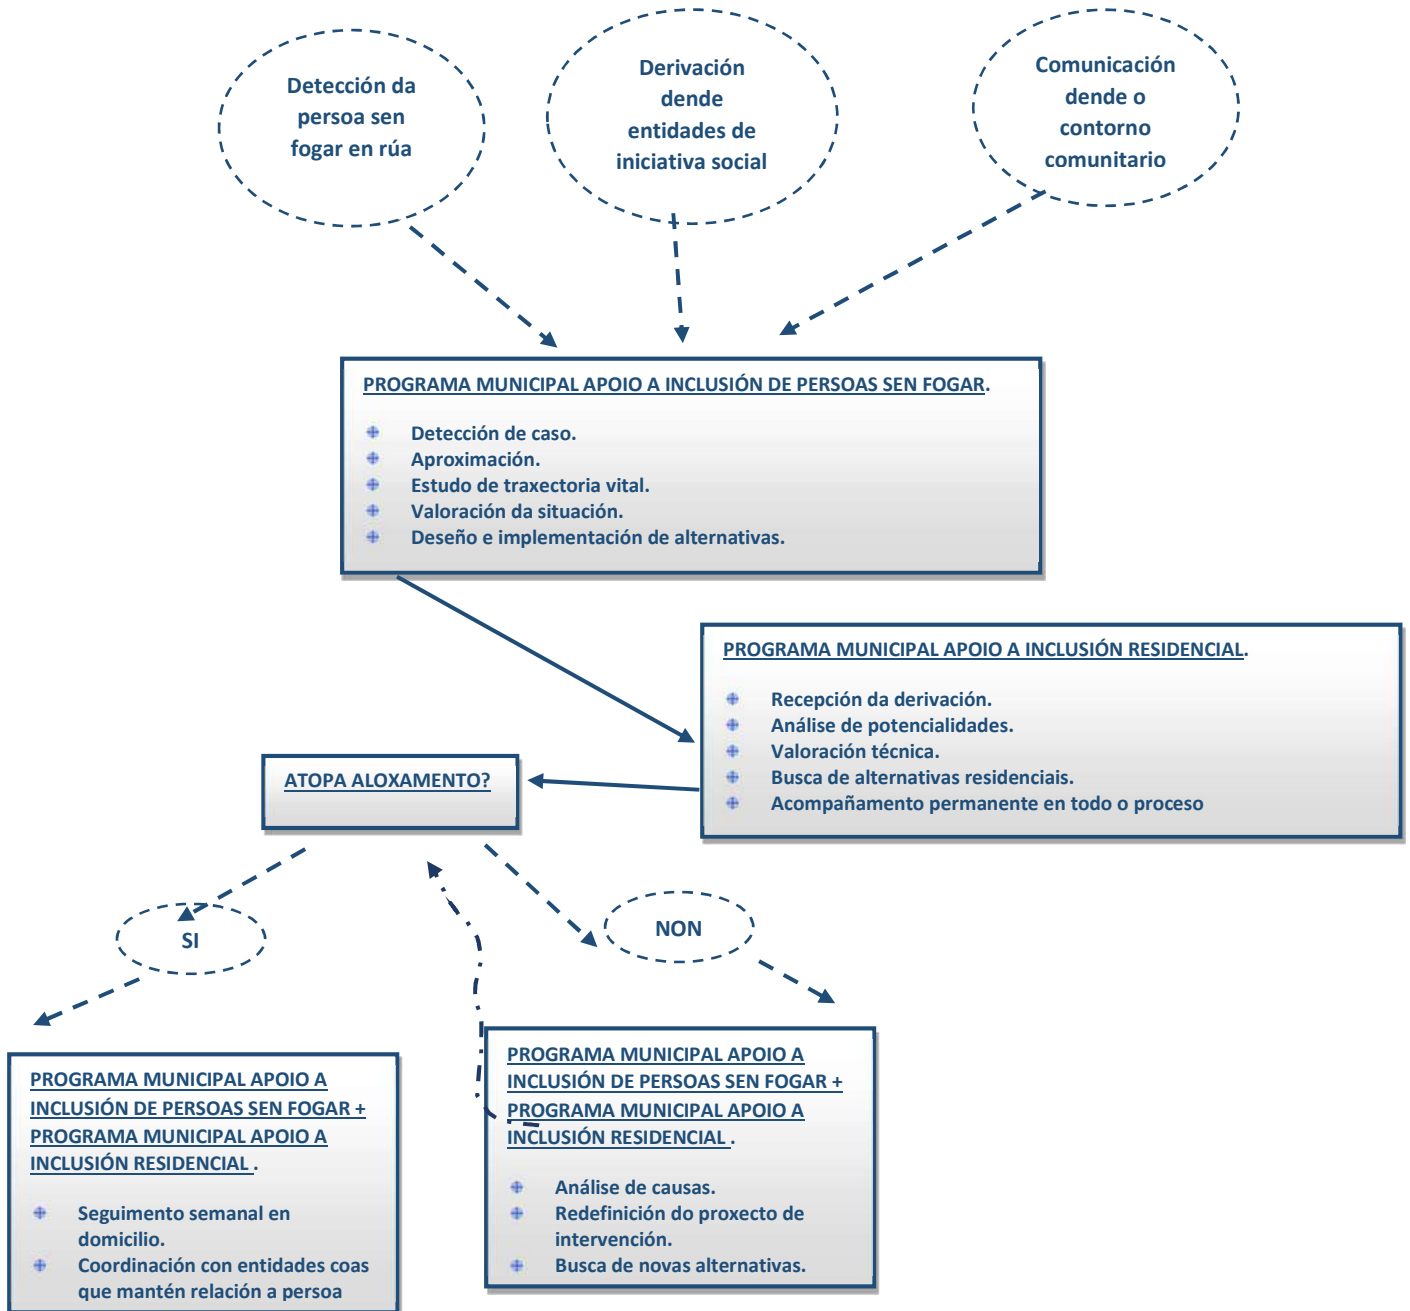 Detección da
persoa sen
fogar en rúa
Derivación
dende
entidades de
iniciativa social
Comunicación
dende o
contorno
comunitario
PROGRAMA MUNICIPAL APOIO A INCLUSIÓN DE PERSOAS SEN FOGAR.
Detección de caso.
Aproximación.
Estudo de traxectoria vital.
Valoración da situación.
Deseño e implementación de alternativas.
PROGRAMA MUNICIPAL APOIO A INCLUSIÓN RESIDENCIAL.
Recepción da derivación.
Análise de potencialidades.
Valoración técnica.
Busca de alternativas residenciais.
Acompañamento permanente en todo o proceso
ATOPA ALOXAMENTO?
SI
NON
PROGRAMA MUNICIPAL APOIO A
INCLUSIÓN DE PERSOAS SEN FOGAR +
PROGRAMA MUNICIPAL APOIO A
INCLUSIÓN RESIDENCIAL .
Seguimento semanal en
domicilio.
Coordinación con entidades coas
que mantén relación a persoa
PROGRAMA MUNICIPAL APOIO A
INCLUSIÓN DE PERSOAS SEN FOGAR +
PROGRAMA MUNICIPAL APOIO A
INCLUSIÓN RESIDENCIAL .
Análise de causas.
Redefinición do proxecto de
intervención.
Busca de novas alternativas.